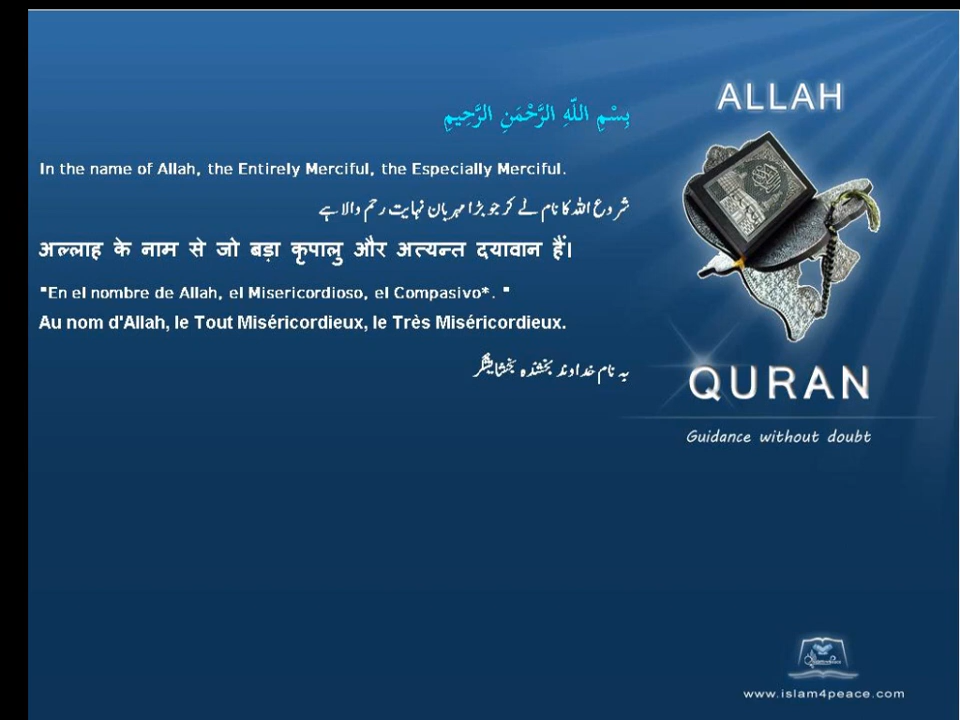 بِسْمِ اللّهِ الرَّحْمَنِ الرَّحِيمِ
In the name of Allah, the Entirely Merciful, the Especially Merciful.
شروع اللہ کا نام لے کر جو بڑا مہربان نہایت رحم والا ہے
अल्लाह के नाम से जो बड़ा कृपालु और अत्यन्त दयावान हैं।
"En el nombre de Allah, el Misericordioso, el Compasivo*. "
Au nom d'Allah, le Tout Miséricordieux, le Très Miséricordieux.
به نام خداوند بخشنده بخشایشگر
ALLAH
QURAN
Guidance without doubt
www.islam4peace.com